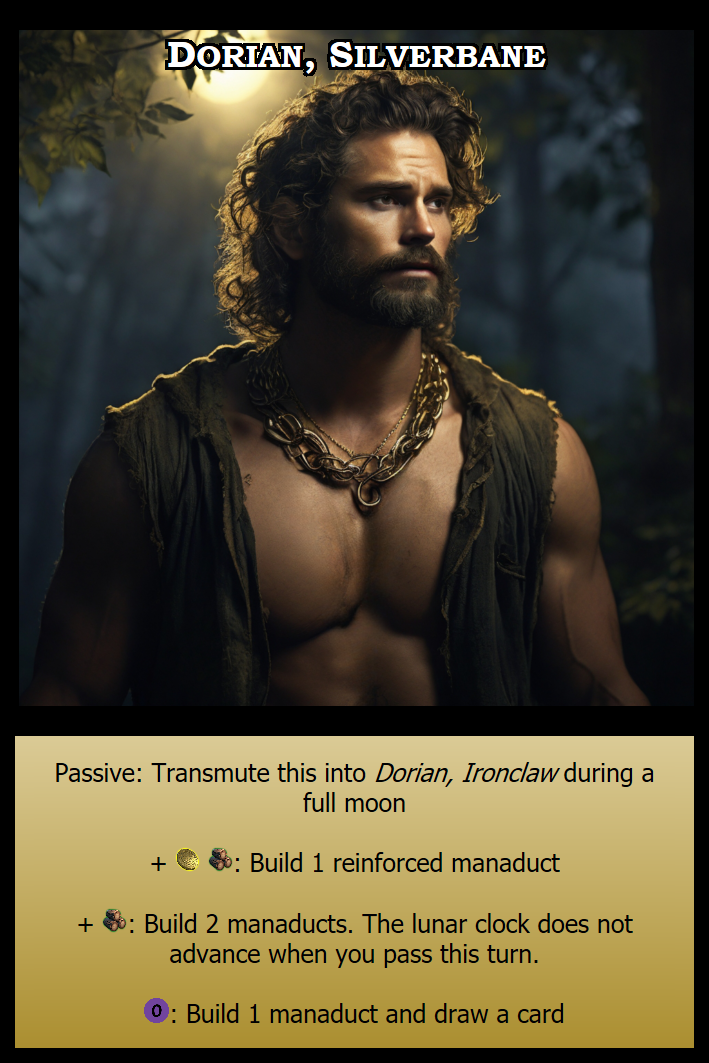 Dorian, Silverbane
Passive: Transmute this into Dorian, Ironclaw during a
full moon
+ : Build 1 reinforced manaduct
+ : Build 2 manaducts. The lunar clock does not
advance when you pass this turn.
0: Build 1 manaduct and draw a card